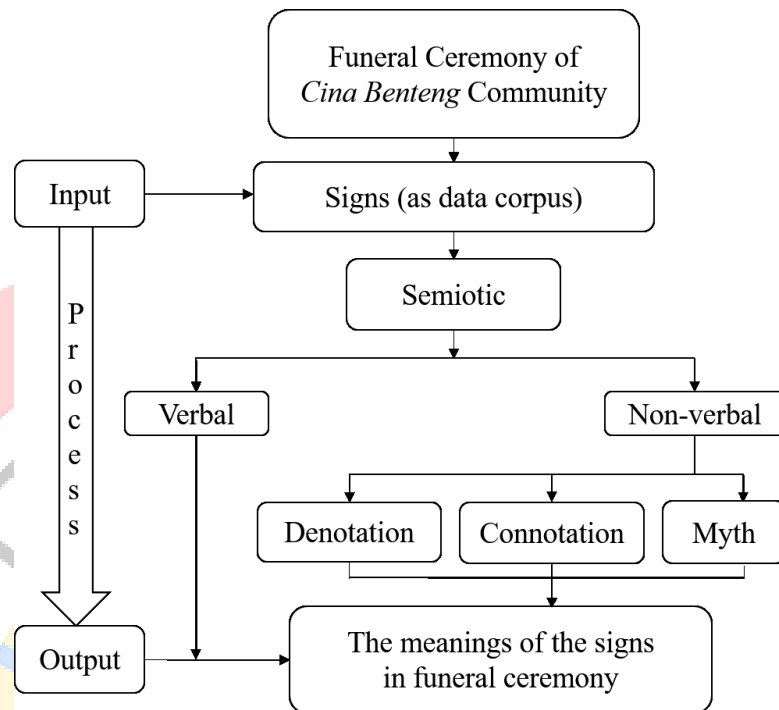 Funeral Ceremony of
Cina Benteng Community
Input
Signs (as data corpus)
Process
Semiotic
Verbal
Non-verbal
Denotation
Connotation
Myth
Output
The meanings of the signs
in funeral ceremony